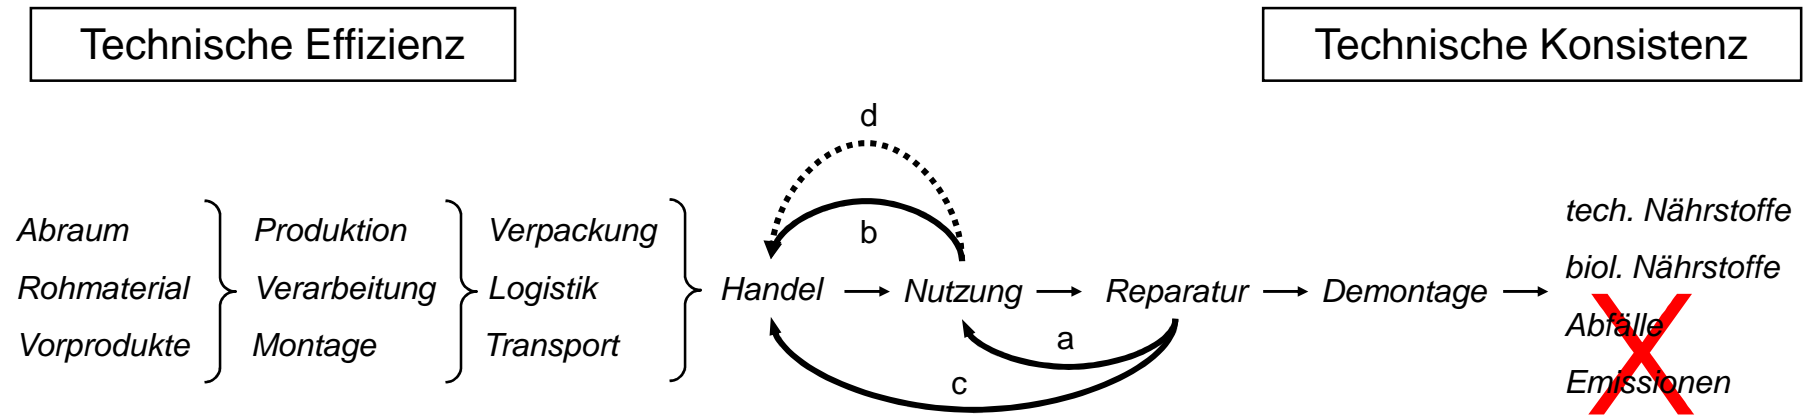 Technische Effizienz
Technische Konsistenz
d
b
Abraum
Rohmaterial
Vorprodukte
Produktion
Verarbeitung
Montage
Verpackung
Logistik
Transport
Handel
Nutzung
Reparatur
Demontage
tech. Nährstoffe
biol. Nährstoffe
Abfälle
Emissionen
a
c